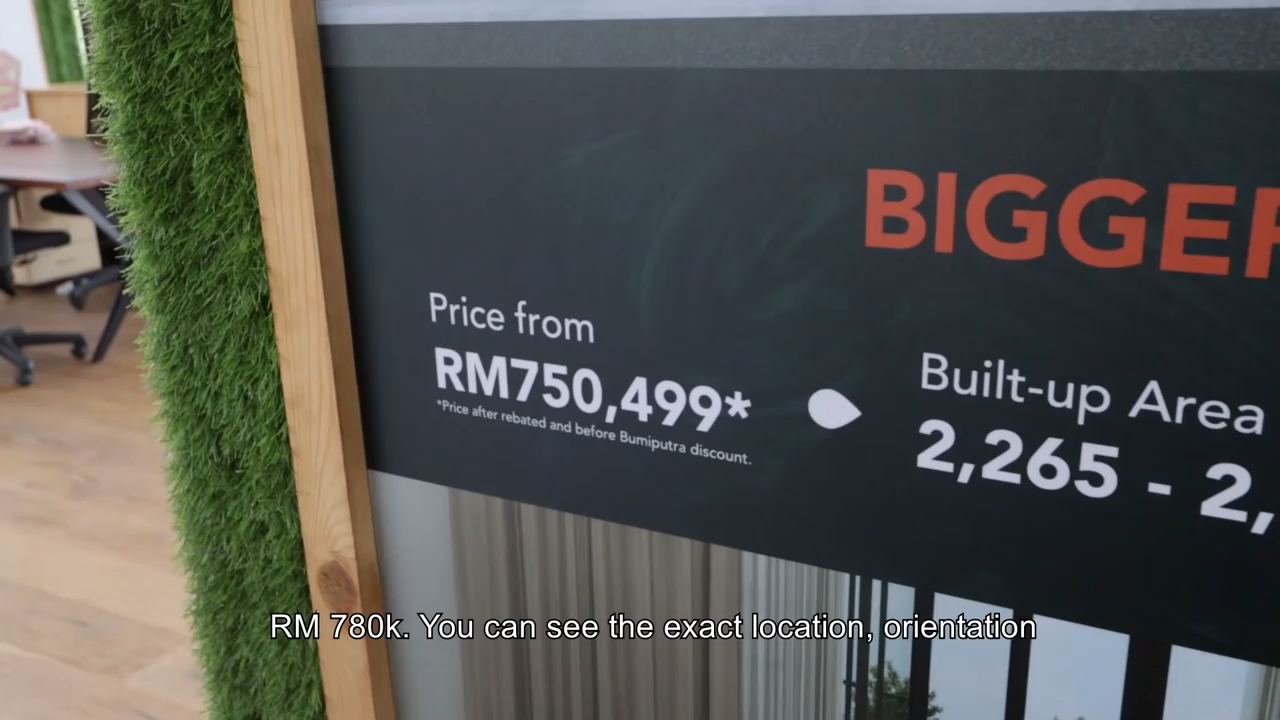 BIGGER
Price from
RM750,499*
*Price after rebated and before Bumiputra discount.
Built-up Area
2,265 - 2,
RM 780k. You can see the exact location, orientation